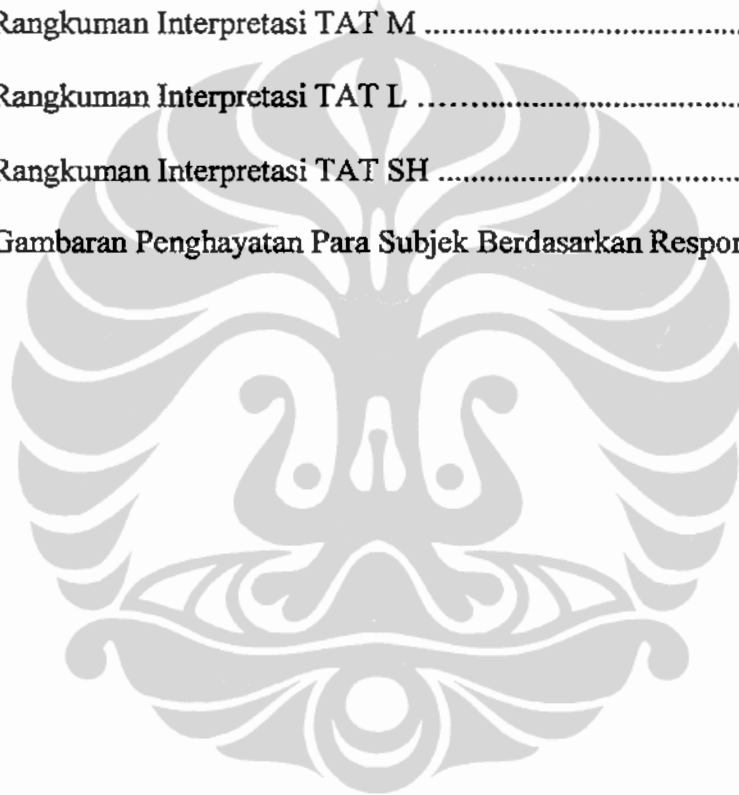 Rangkuman Interpretasi TAT M ..........................................
Rangkuman Interpretasi TAT L ..........................................
Rangkuman Interpretasi TAT SH ........................................
Gambaran Penghayatan Para Subjek Berdasarkan Respon